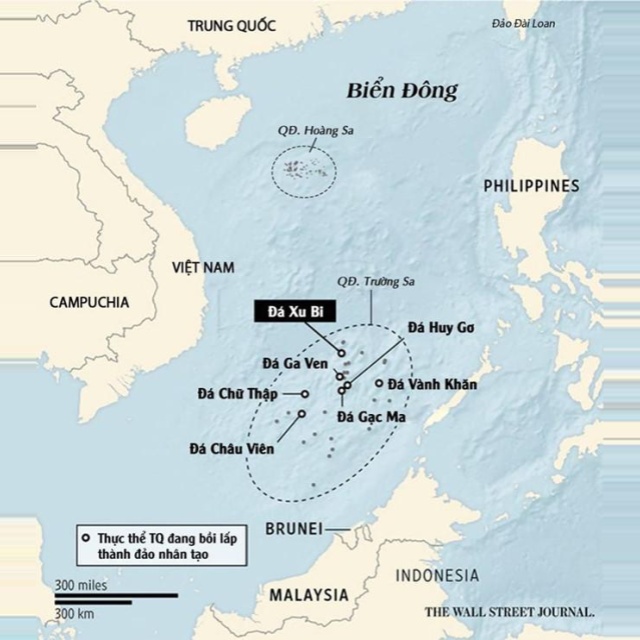 TRUNG QUỐC
Đảo Đài Loan
Biển Đông
QĐ. Hoàng Sa
PHILIPPINES
VIỆT NAM
QĐ. Trường Sa
CAMPUCHIA
Đá Xu Bi
Đá Huy Gơ
Đá Ga Ven
Đá Vành Khăn
Đá Chữ Thập
Đá Gạc Ma
Đá Châu Viên
BRUNEI
Thực thể TQ đang bồi lấp
thành đảo nhân tạo
INDONESIA
300 miles
MALAYSIA
300 km
THE WALL STREET JOURNAL.